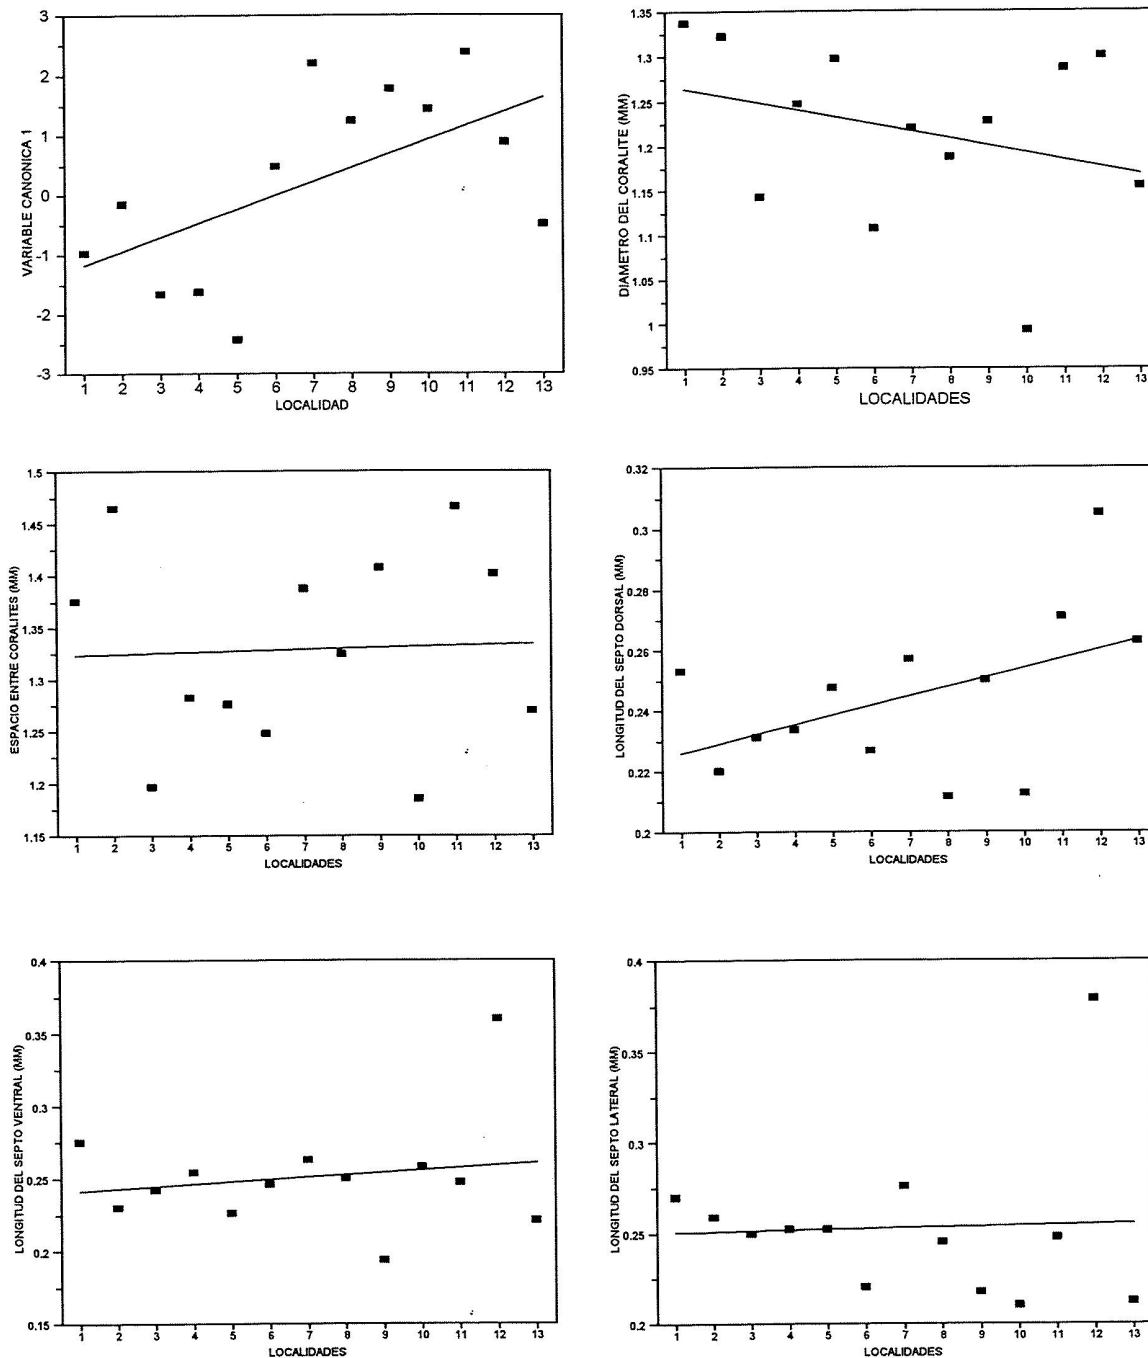 VARIABLE CANONICA 1
3
2
1
0
-1
-2
-3
1 2 3 4 5 6 7 8 9 10 11 12 13
LOCALIDAD
DIAMETRO DEL CORALITE (MM)
1.35
1.3
1.25
1.2
1.15
1.1
1.05
1
0.95
1 2 3 4 5 6 7 8 9 10 11 12 13
LOCALIDADES
ESPACIO ENTRE CORALITES (MM)
1.5
1.45
1.4
1.35
1.3
1.25
1.2
1.15
1 2 3 4 5 6 7 8 9 10 11 12 13
LOCALIDADES
LONGITUD DEL SEPTO DORSAL (MM)
0.32
0.3
0.28
0.26
0.24
0.22
0.2
1 2 3 4 5 6 7 8 9 10 11 12 13
LOCALIDADES
LONGITUD DEL SEPTO VENTRAL (MM)
0.4
0.35
0.3
0.25
0.2
0.15
1 2 3 4 5 6 7 8 9 10 11 12 13
LOCALIDADES
LONGITUD DEL SEPTO LATERAL (MM)
0.4
0.35
0.3
0.25
0.2
1 2 3 4 5 6 7 8 9 10 11 12 13
LOCALIDADES